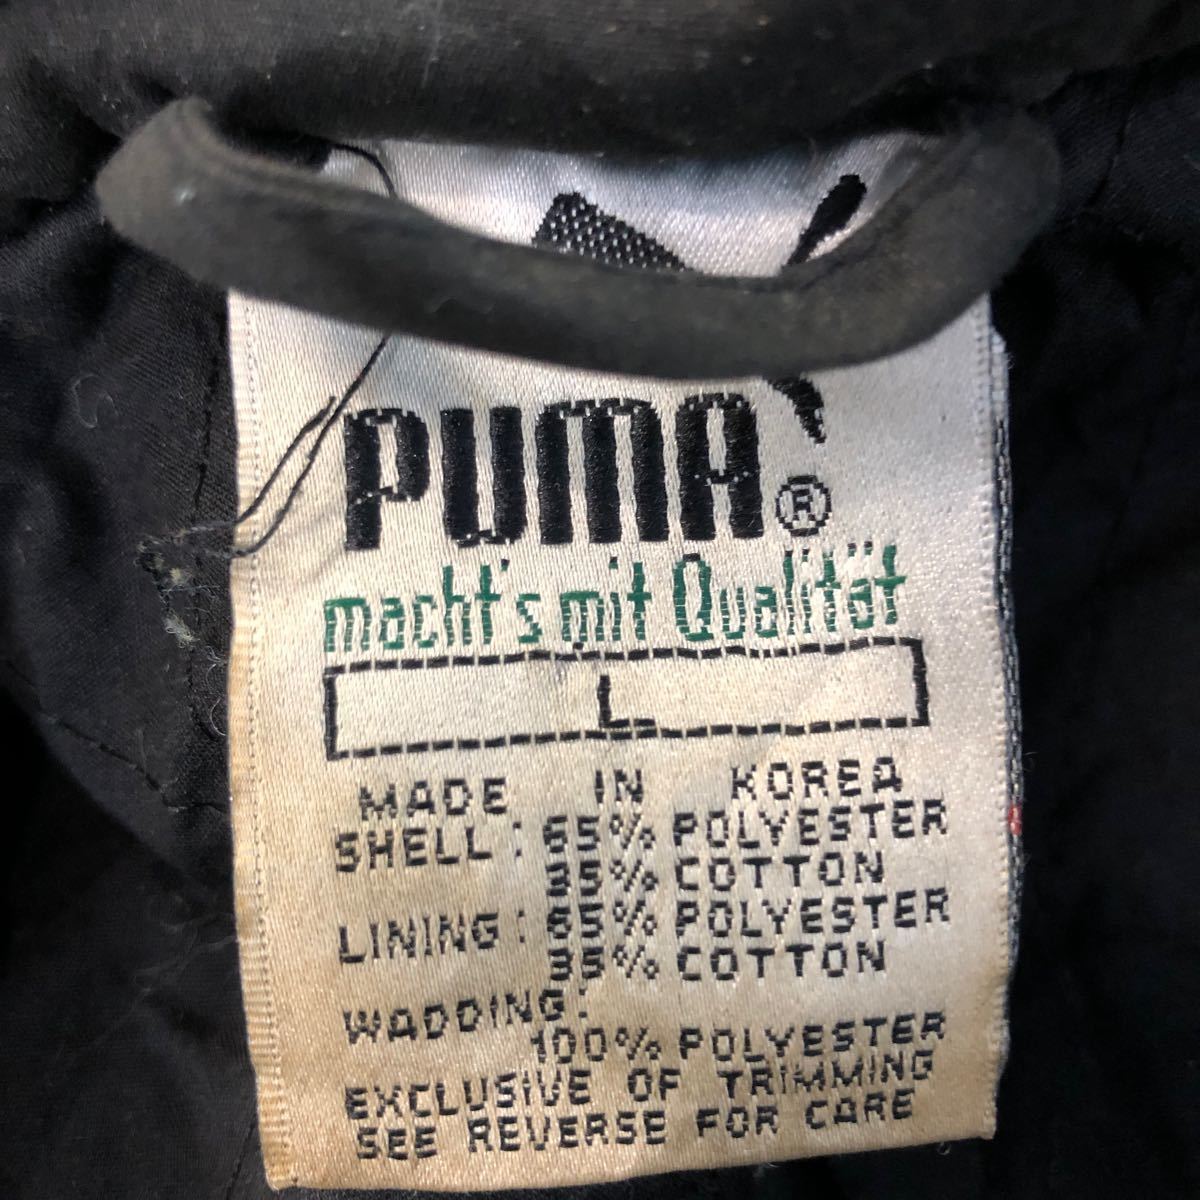 PUMA®
macht's mit Qualität
L
MADE IN KOREA
SHELL: 65% POLYESTER
35% COTTON
LINING: 65% POLYESTER
35% COTTON
WADDING:
100% POLYESTER
EXCLUSIVE OF TRIMMING
SEE REVERSE FOR CARE